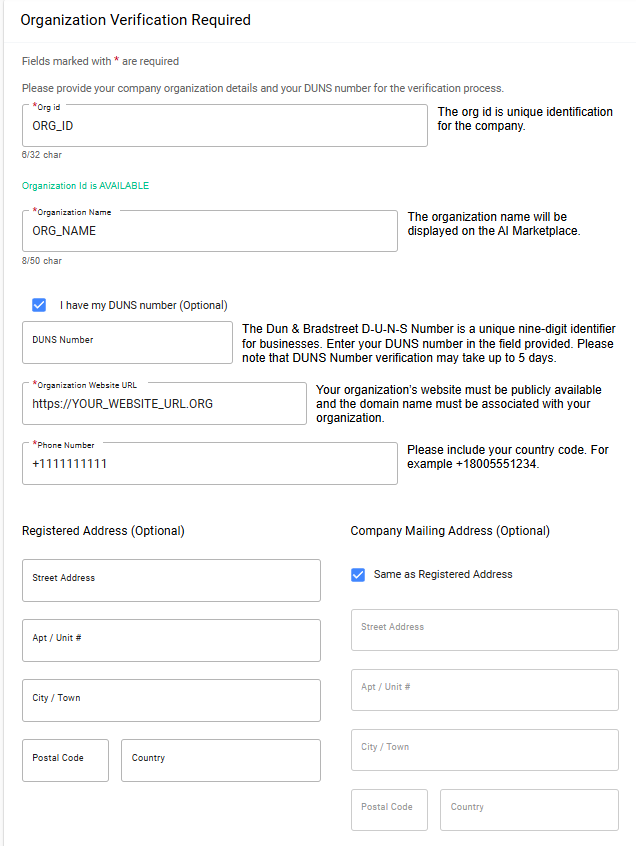 Organization Verification Required
Fields marked with * are required
Please provide your company organization details and your DUNS number for the verification process.
*Org id
ORG_ID
The org id is unique identification
for the company.
6/32 char
Organization Id is AVAILABLE
*Organization Name
ORG_NAME
The organization name will be
displayed on the AI Marketplace.
8/50 char
I have my DUNS number (Optional)
DUNS Number
The Dun & Bradstreet D-U-N-S Number is a unique nine-digit identifier
for businesses. Enter your DUNS number in the field provided. Please
note that DUNS Number verification may take up to 5 days.
*Organization Website URL
https://YOUR_WEBSITE_URL.ORG
Your organization's website must be publicly available
and the domain name must be associated with your
organization.
*Phone Number
+1111111111
Please include your country code. For
example +18005551234.
Registered Address (Optional)
Street Address
Apt / Unit #
City / Town
Postal Code
Country
Company Mailing Address (Optional)
Same as Registered Address
Street Address
Apt / Unit #
City / Town
Postal Code
Country